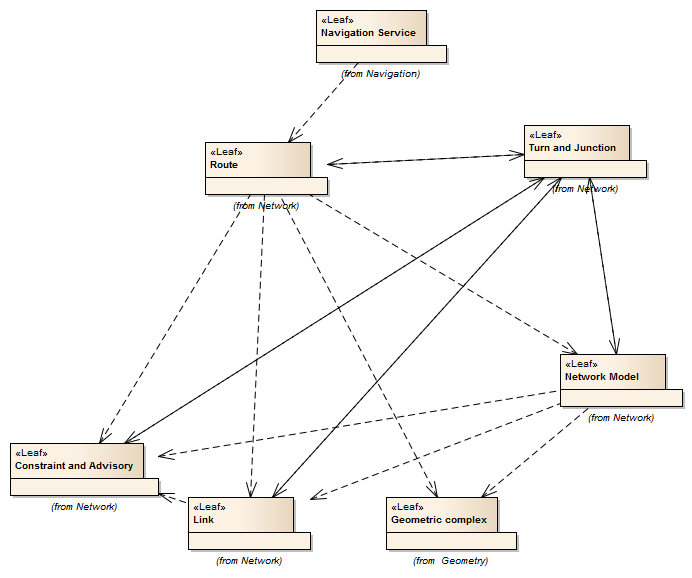 «Leaf»
Navigation Service
(from Navigation)
«Leaf»
Route
(from Network)
«Leaf»
Turn and Junction
(from Network)
«Leaf»
Network Model
(from Network)
«Leaf»
Constraint and Advisory
(from Network)
«Leaf»
Link
(from Network)
«Leaf»
Geometric complex
(from  Geometry)